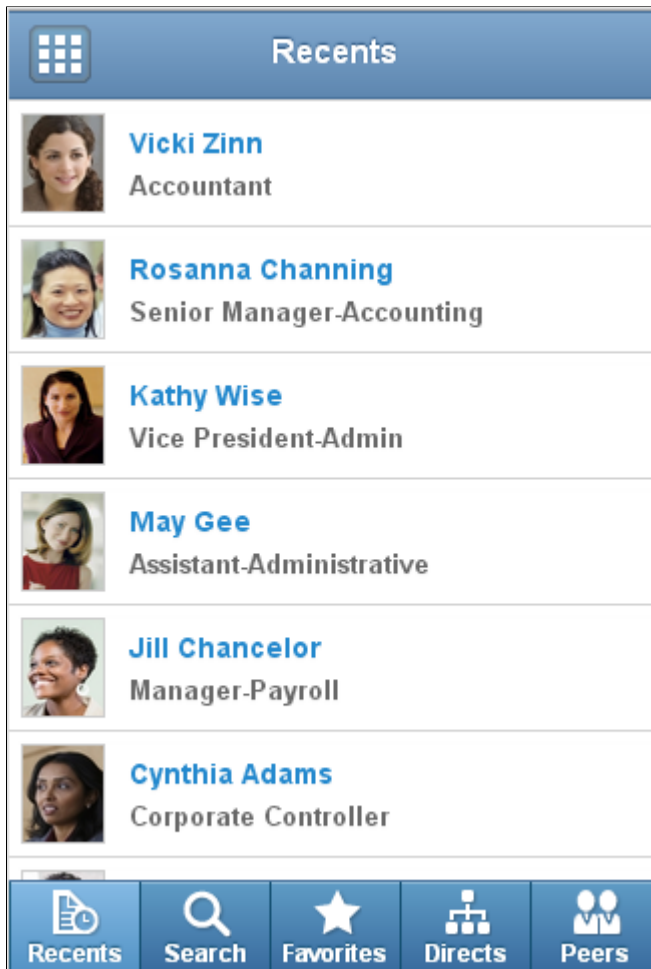 Recents
Vicki Zinn
Accountant
Rosanna Channing
Senior Manager-Accounting
Kathy Wise
Vice President-Admin
May Gee
Assistant-Administrative
Jill Chancelor
Manager-Payroll
Cynthia Adams
Corporate Controller
Recents Search Favorites Directs Peers